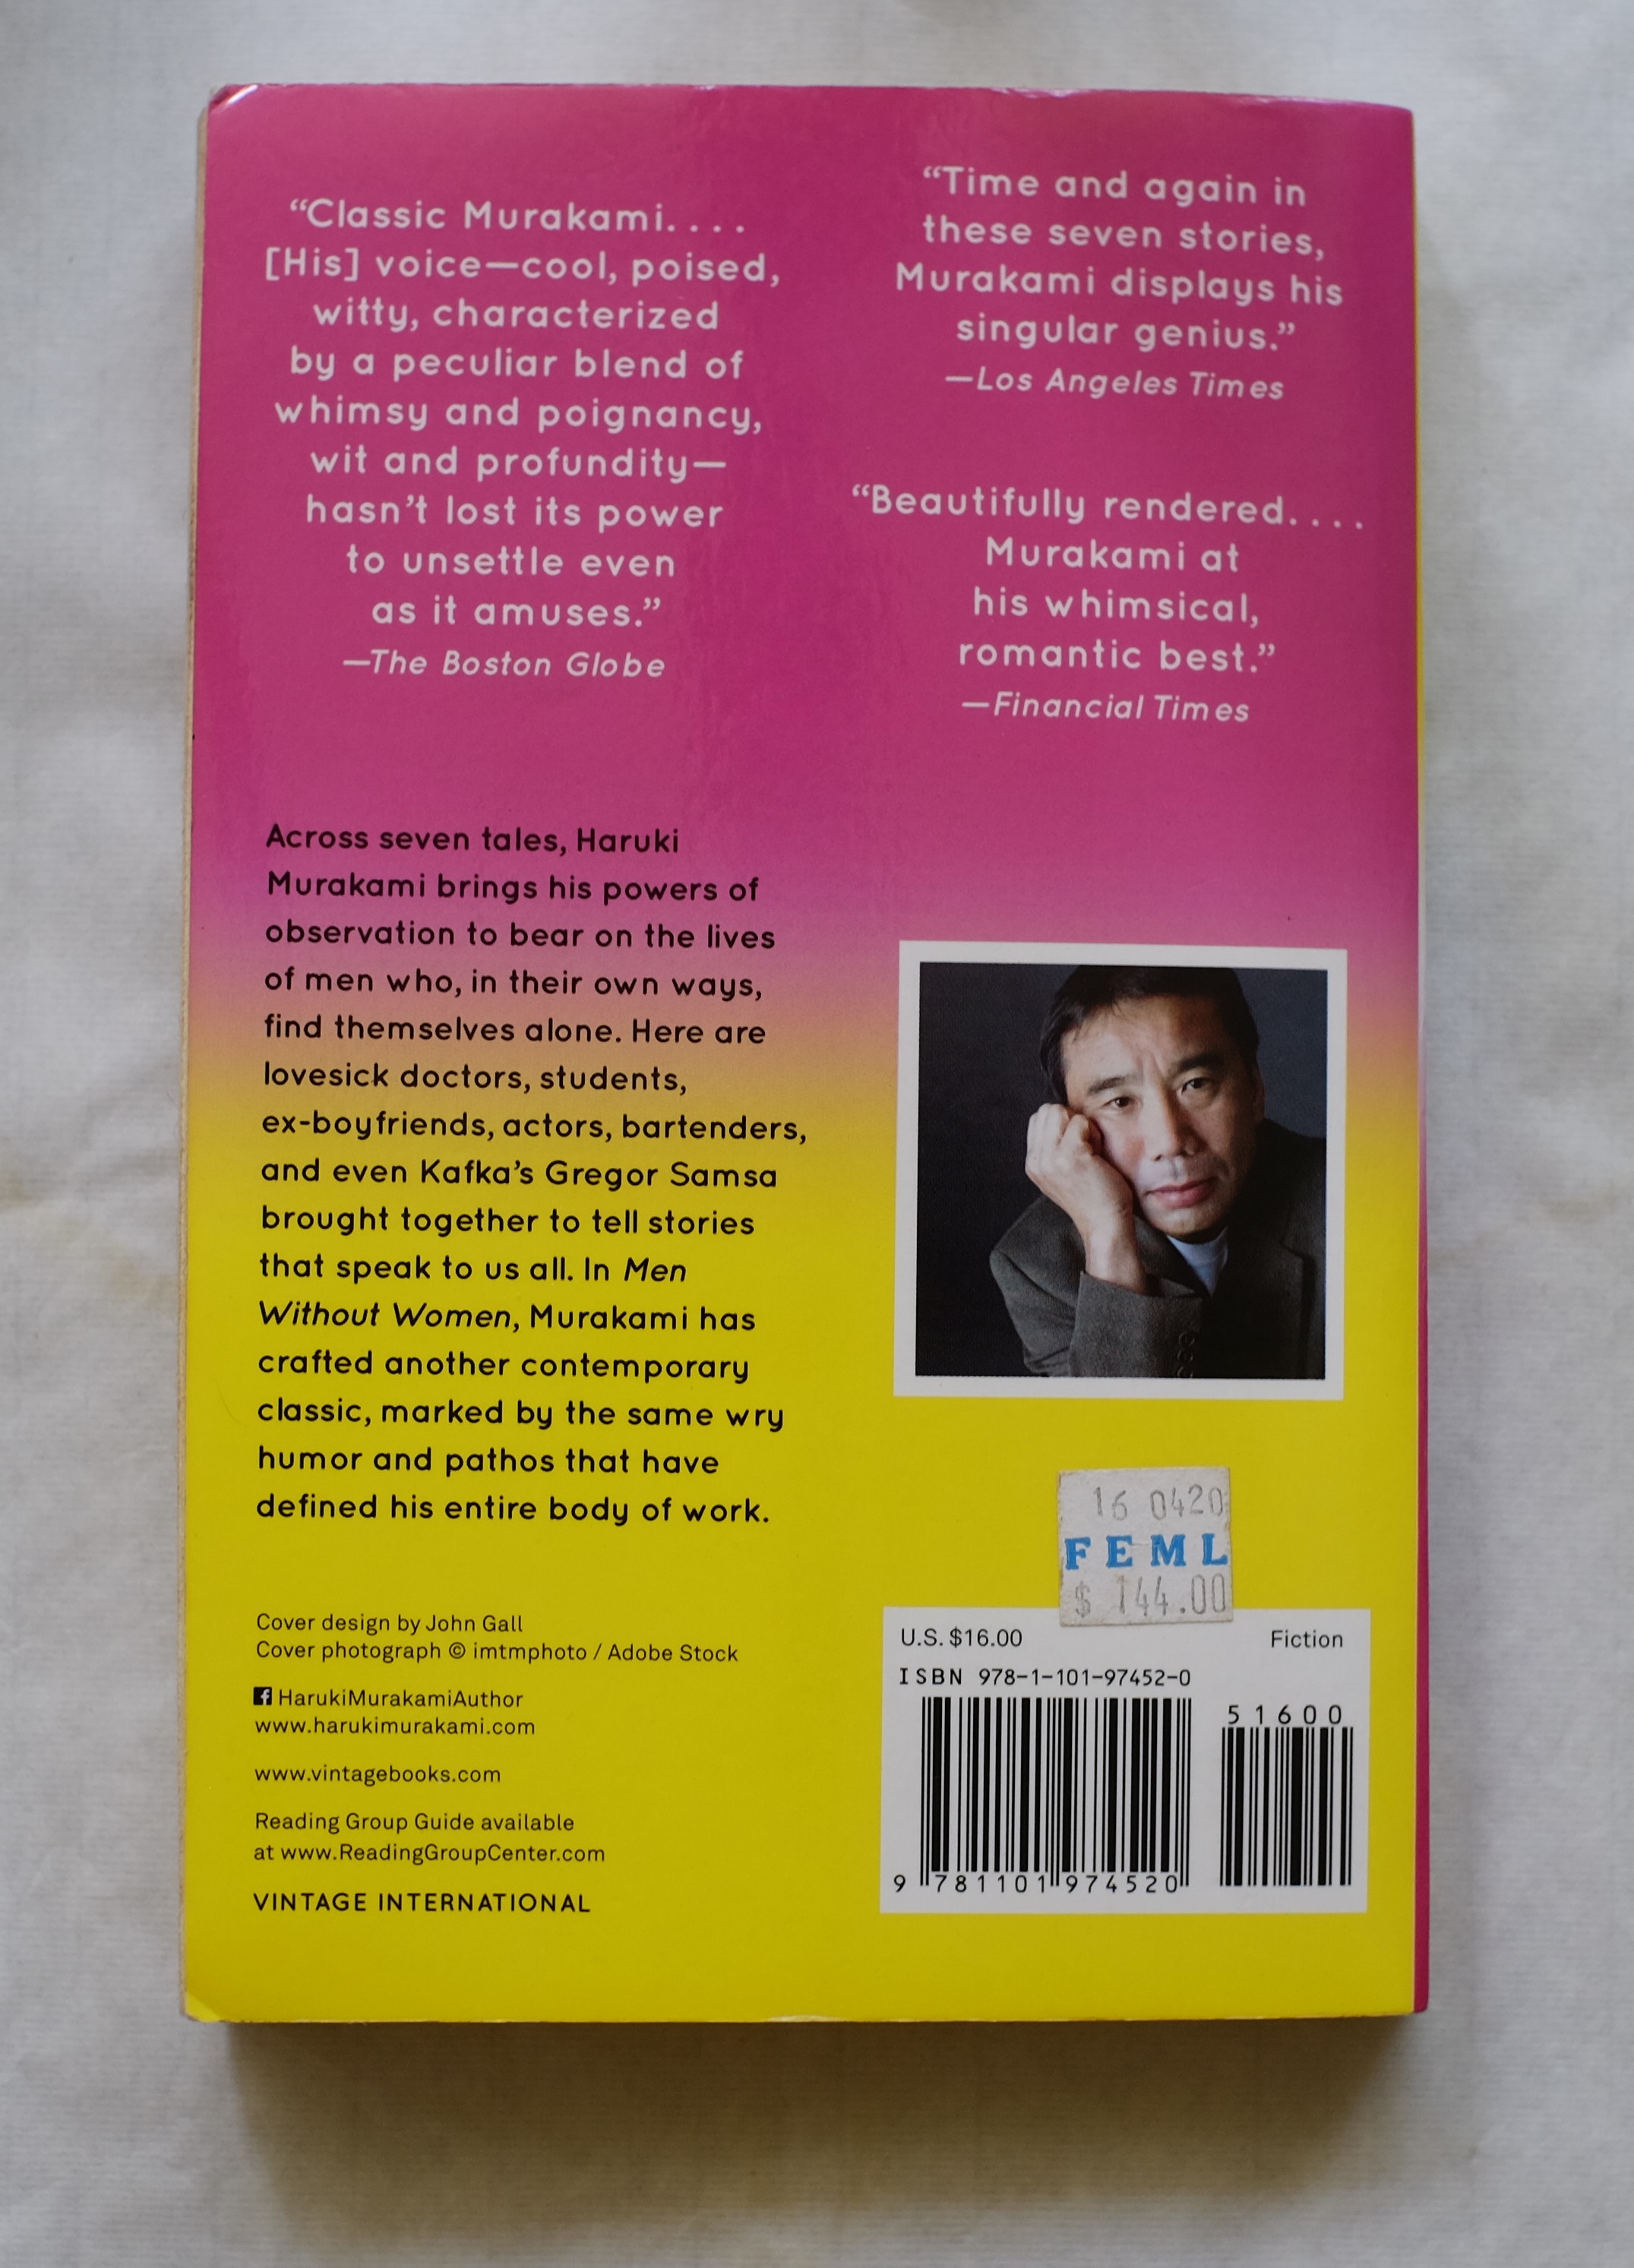 “Classic Murakami. . . .
[His] voice—cool, poised,
witty, characterized
by a peculiar blend of
whimsy and poignancy,
wit and profundity—
hasn’t lost its power
to unsettle even
as it amuses.”
—The Boston Globe
“Time and again in
these seven stories,
Murakami displays his
singular genius.”
—Los Angeles Times
“Beautifully rendered. . . .
Murakami at
his whimsical,
romantic best.”
—Financial Times
Across seven tales, Haruki
Murakami brings his powers of
observation to bear on the lives
of men who, in their own ways,
find themselves alone. Here are
lovesick doctors, students,
ex-boyfriends, actors, bartenders,
and even Kafka’s Gregor Samsa
brought together to tell stories
that speak to us all. In Men
Without Women, Murakami has
crafted another contemporary
classic, marked by the same wry
humor and pathos that have
defined his entire body of work.
Cover design by John Gall
Cover photograph © imtmphoto / Adobe Stock
HarukiMurakamiAuthor
www.harukimurakami.com
www.vintagebooks.com
Reading Group Guide available
at www.ReadingGroupCenter.com
VINTAGE INTERNATIONAL
16 0420
FEML
$ 144.00
U.S. $16.00 Fiction
ISBN 978-1-101-97452-0
51600
9 781101 974520